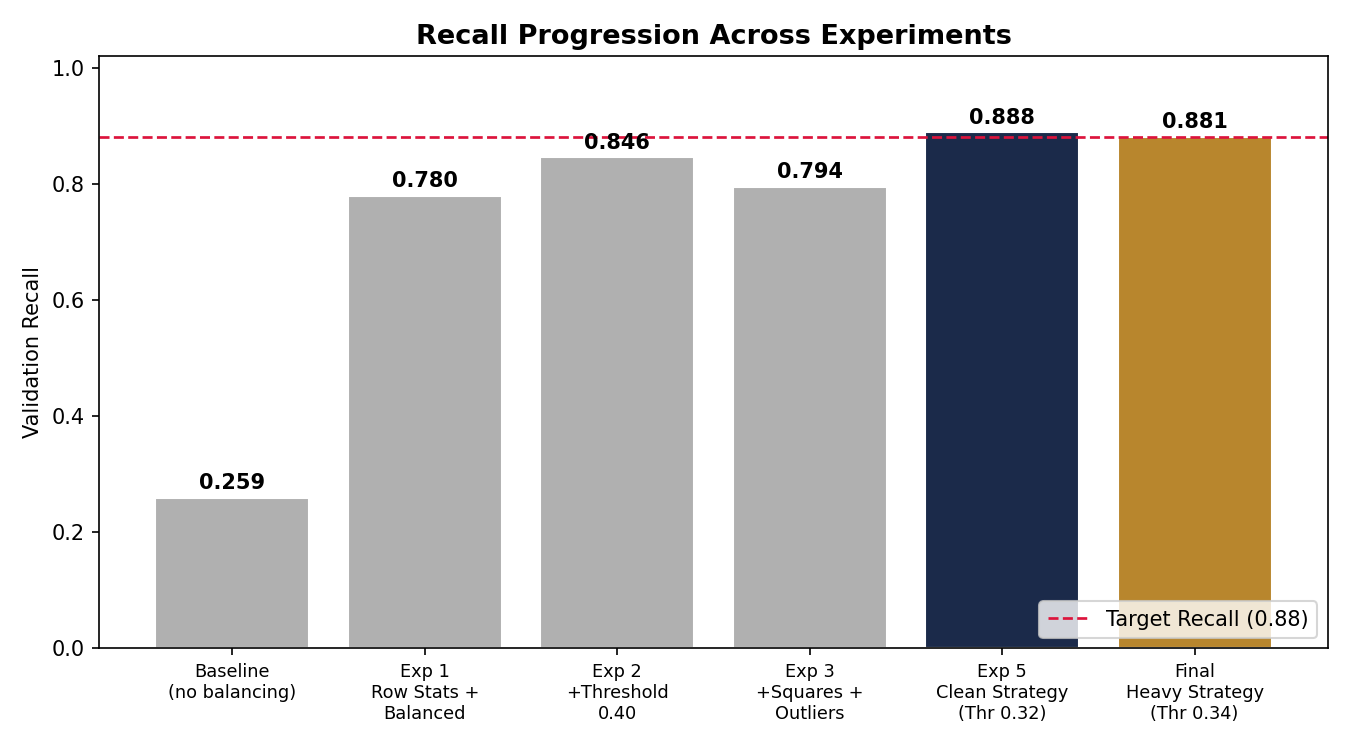 Recall Progression Across Experiments
Validation Recall
1.0
0.8
0.6
0.4
0.2
0.0
0.259
0.780
0.846
0.794
0.888
0.881
Target Recall (0.88)
Baseline
(no balancing)
Exp 1
Row Stats +
Balanced
Exp 2
+Threshold
0.40
Exp 3
+Squares +
Outliers
Exp 5
Clean Strategy
(Thr 0.32)
Final
Heavy Strategy
(Thr 0.34)